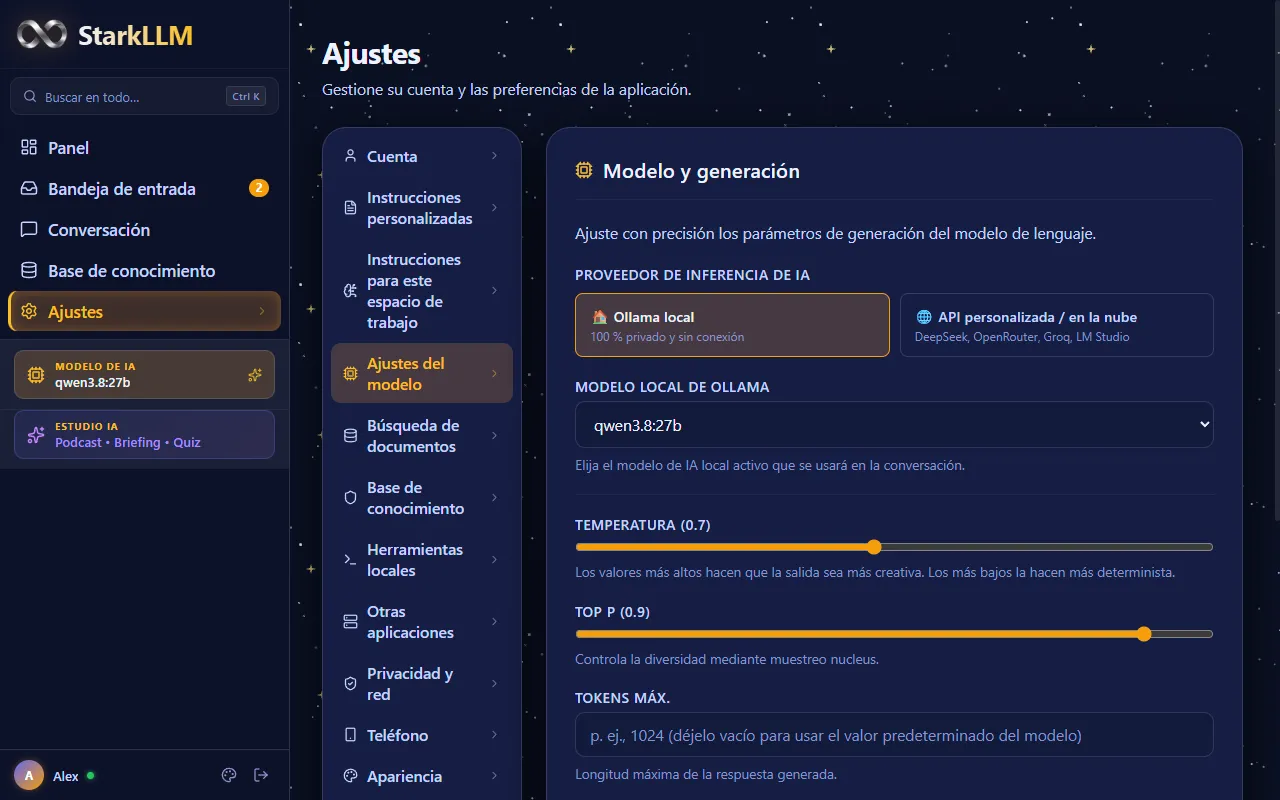 StarkLLM
Buscar en todo...
Ctrl K
Panel
Bandeja de entrada
2
Conversación
Base de conocimiento
Ajustes
MODELO DE IA
qwen3.8:27b
ESTUDIO IA
Podcast • Briefing • Quiz
A
Alex
Ajustes
Gestione su cuenta y las preferencias de la aplicación.
Cuenta
Instrucciones
personalizadas
Instrucciones
para este
espacio de
trabajo
Ajustes del
modelo
Búsqueda de
documentos
Base de
conocimiento
Herramientas
locales
Otras
aplicaciones
Privacidad y
red
Teléfono
Apariencia
Modelo y generación
Ajuste con precisión los parámetros de generación del modelo de lenguaje.
PROVEEDOR DE INFERENCIA DE IA
Ollama local
100 % privado y sin conexión
API personalizada / en la nube
DeepSeek, OpenRouter, Groq, LM Studio
MODELO LOCAL DE OLLAMA
qwen3.8:27b
Elija el modelo de IA local activo que se usará en la conversación.
TEMPERATURA (0.7)
Los valores más altos hacen que la salida sea más creativa. Los más bajos la hacen más determinista.
TOP P (0.9)
Controla la diversidad mediante muestreo nucleus.
TOKENS MÁX.
p. ej., 1024 (déjelo vacío para usar el valor predeterminado del modelo)
Longitud máxima de la respuesta generada.